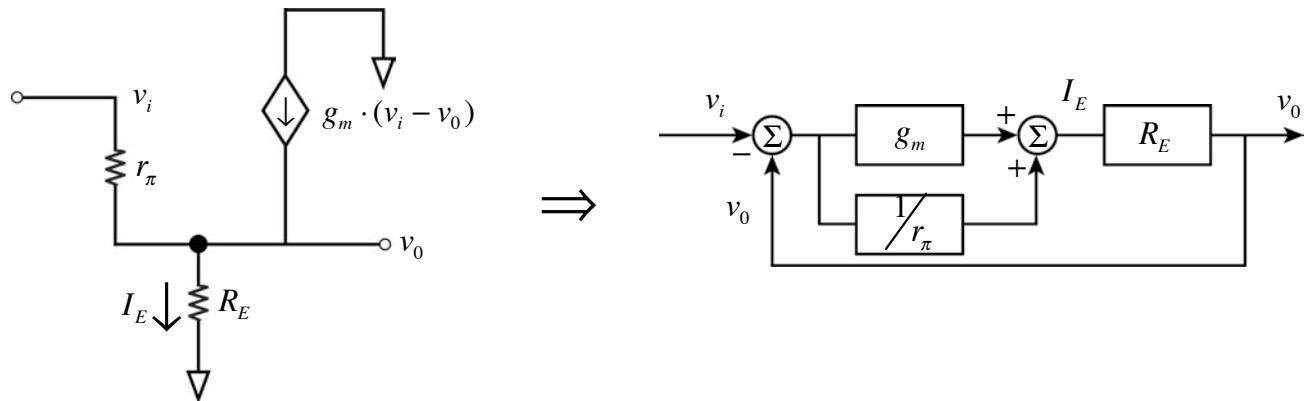 v_i
g_m · (v_i − v_0)
r_π
v_0
I_E
R_E
⇒
v_i
−
Σ
v_0
g_m
1/r_π
+
+
Σ
I_E
R_E
v_0